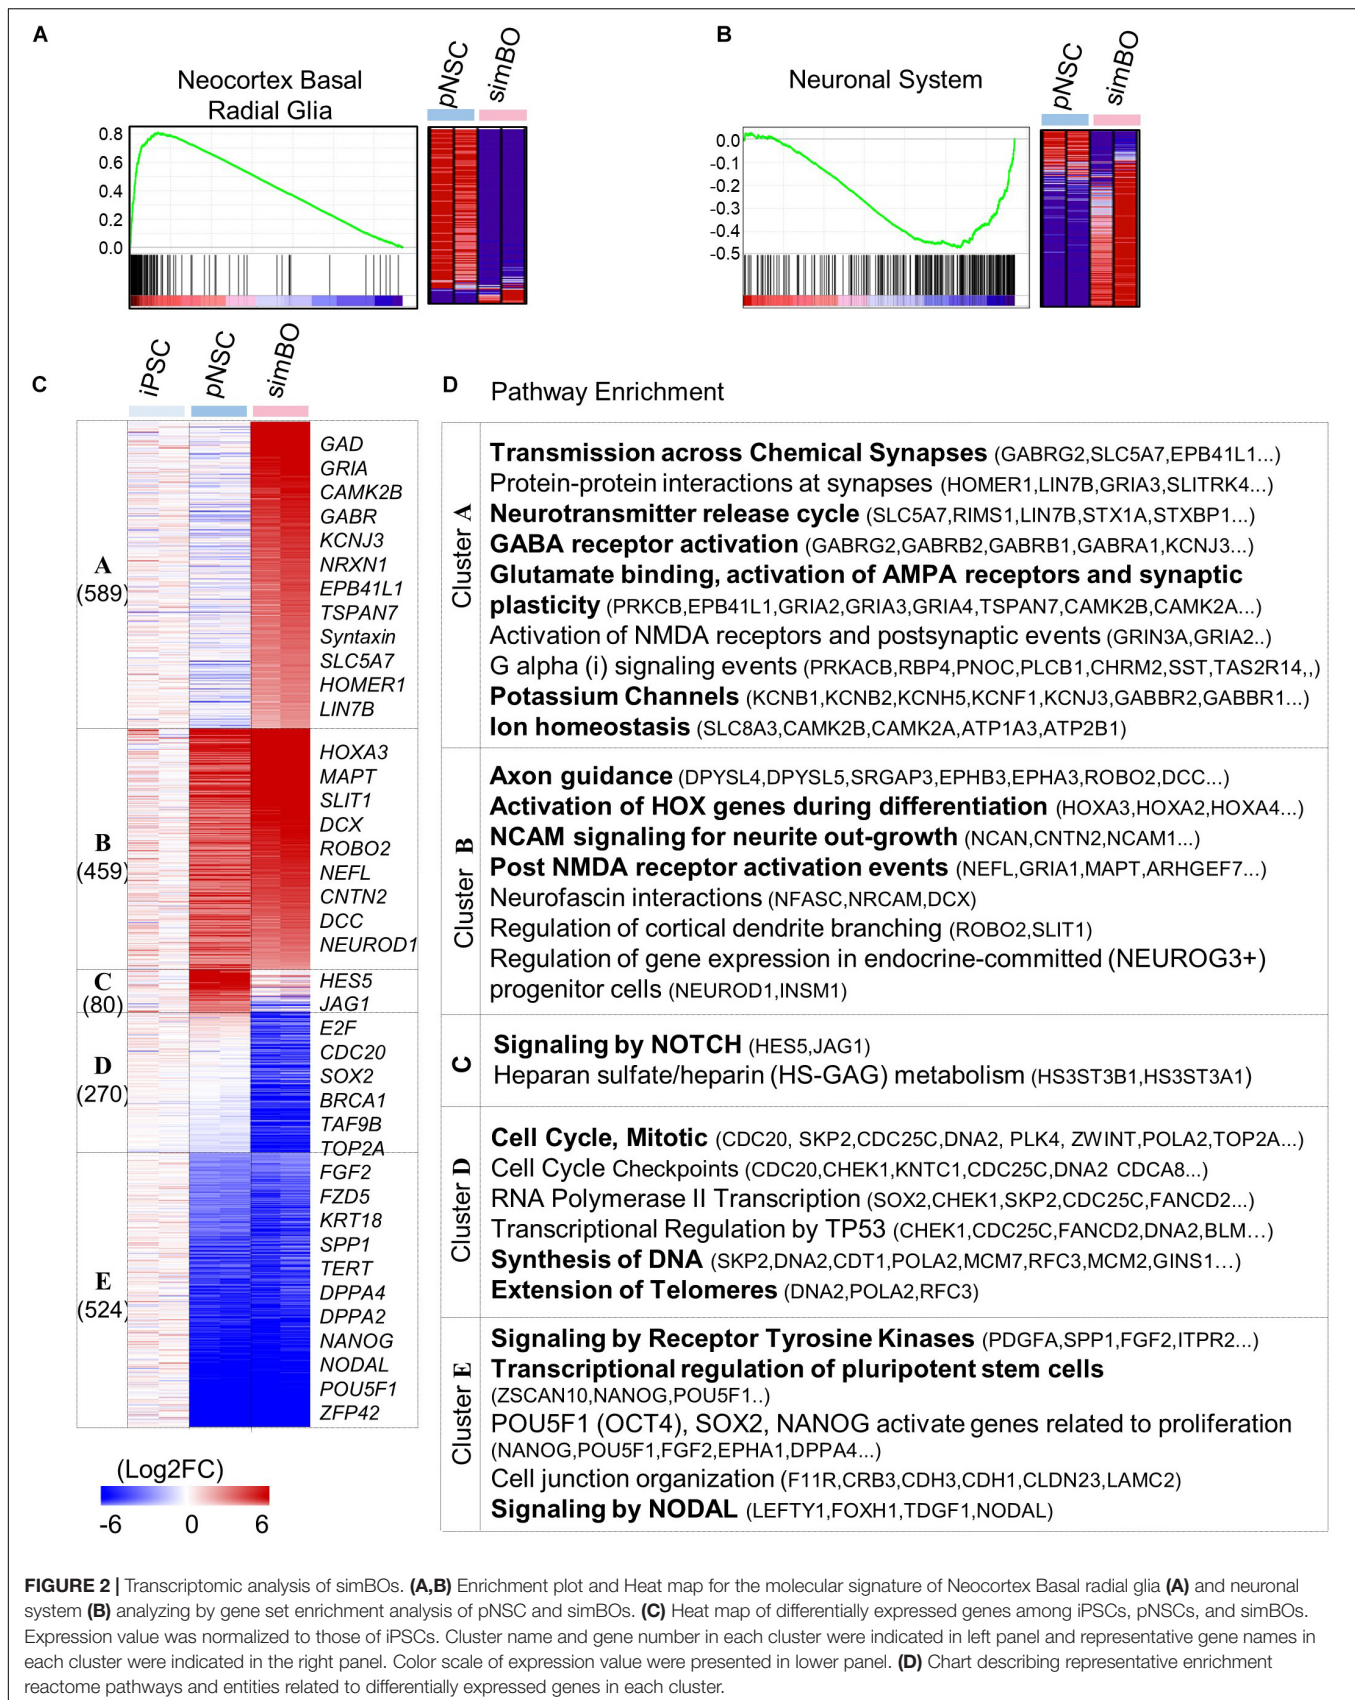 A
Neocortex Basal
Radial Glia
pNSC
simBO
0.8
0.6
0.4
0.2
0.0
B
Neuronal System
pNSC
simBO
0.0
-0.1
-0.2
-0.3
-0.4
-0.5
C
iPSC
pNSC
simBO
A
(589)
GAD
GRIA
CAMK2B
GABR
KCNJ3
NRXN1
EPB41L1
TSPAN7
Syntaxin
SLC5A7
HOMER1
LIN7B
B
(459)
HOXA3
MAPT
SLIT1
DCX
ROBO2
NEFL
CNTN2
DCC
NEUROD1
C
(80)
HES5
JAG1
D
(270)
E2F
CDC20
SOX2
BRCA1
TAF9B
TOP2A
E
(524)
FGF2
FZD5
KRT18
SPP1
TERT
DPPA4
DPPA2
NANOG
NODAL
POU5F1
ZFP42
(Log2FC)
-6 0 6
D Pathway Enrichment
Cluster A
Transmission across Chemical Synapses (GABRG2,SLC5A7,EPB41L1...)
Protein-protein interactions at synapses (HOMER1,LIN7B,GRIA3,SLITRK4...)
Neurotransmitter release cycle (SLC5A7,RIMS1,LIN7B,STX1A,STXBP1...)
GABA receptor activation (GABRG2,GABRB2,GABRB1,GABRA1,KCNJ3...)
Glutamate binding, activation of AMPA receptors and synaptic
plasticity (PRKCB,EPB41L1,GRIA2,GRIA3,GRIA4,TSPAN7,CAMK2B,CAMK2A...)
Activation of NMDA receptors and postsynaptic events (GRIN3A,GRIA2..)
G alpha (i) signaling events (PRKACB,RBP4,PNOC,PLCB1,CHRM2,SST,TAS2R14,,)
Potassium Channels (KCNB1,KCNB2,KCNH5,KCNF1,KCNJ3,GABBR2,GABBR1...)
Ion homeostasis (SLC8A3,CAMK2B,CAMK2A,ATP1A3,ATP2B1)
Cluster B
Axon guidance (DPYSL4,DPYSL5,SRGAP3,EPHB3,EPHA3,ROBO2,DCC...)
Activation of HOX genes during differentiation (HOXA3,HOXA2,HOXA4...)
NCAM signaling for neurite out-growth (NCAN,CNTN2,NCAM1...)
Post NMDA receptor activation events (NEFL,GRIA1,MAPT,ARHGEF7...)
Neurofascin interactions (NFASC,NRCAM,DCX)
Regulation of cortical dendrite branching (ROBO2,SLIT1)
Regulation of gene expression in endocrine-committed (NEUROG3+)
progenitor cells (NEUROD1,INSM1)
C
Signaling by NOTCH (HES5,JAG1)
Heparan sulfate/heparin (HS-GAG) metabolism (HS3ST3B1,HS3ST3A1)
Cluster D
Cell Cycle, Mitotic (CDC20, SKP2,CDC25C,DNA2, PLK4, ZWINT,POLA2,TOP2A...)
Cell Cycle Checkpoints (CDC20,CHEK1,KNTC1,CDC25C,DNA2 CDCA8...)
RNA Polymerase II Transcription (SOX2,CHEK1,SKP2,CDC25C,FANCD2...)
Transcriptional Regulation by TP53 (CHEK1,CDC25C,FANCD2,DNA2,BLM…)
Synthesis of DNA (SKP2,DNA2,CDT1,POLA2,MCM7,RFC3,MCM2,GINS1…)
Extension of Telomeres (DNA2,POLA2,RFC3)
Cluster E
Signaling by Receptor Tyrosine Kinases (PDGFA,SPP1,FGF2,ITPR2...)
Transcriptional regulation of pluripotent stem cells
(ZSCAN10,NANOG,POU5F1..)
POU5F1 (OCT4), SOX2, NANOG activate genes related to proliferation
(NANOG,POU5F1,FGF2,EPHA1,DPPA4...)
Cell junction organization (F11R,CRB3,CDH3,CDH1,CLDN23,LAMC2)
Signaling by NODAL (LEFTY1,FOXH1,TDGF1,NODAL)
FIGURE 2 | Transcriptomic analysis of simBOs. (A,B) Enrichment plot and Heat map for the molecular signature of Neocortex Basal radial glia (A) and neuronal
system (B) analyzing by gene set enrichment analysis of pNSC and simBOs. (C) Heat map of differentially expressed genes among iPSCs, pNSCs, and simBOs.
Expression value was normalized to those of iPSCs. Cluster name and gene number in each cluster were indicated in left panel and representative gene names in
each cluster were indicated in the right panel. Color scale of expression value were presented in lower panel. (D) Chart describing representative enrichment
reactome pathways and entities related to differentially expressed genes in each cluster.